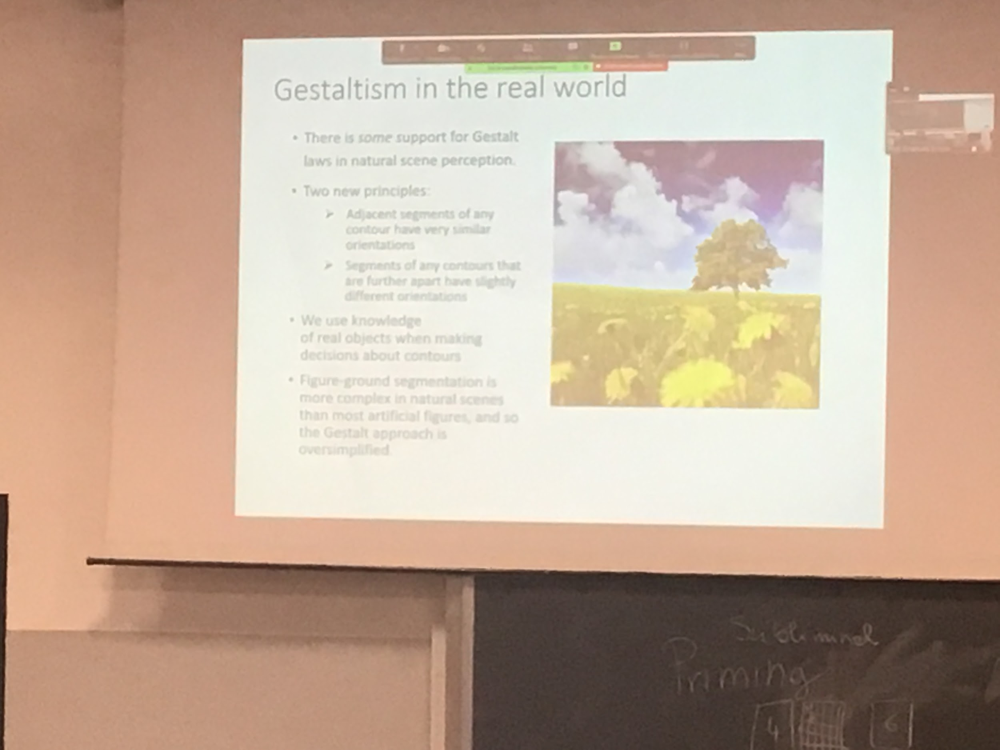 Gestaltism in the real world
• There is some support for Gestalt
laws in natural scene perception.
• Two new principles:
➢ Adjacent segments of any
contour have very similar
orientations
➢ Segments of any contours that
are further apart have slightly
different orientations
• We use knowledge
of real objects when making
decisions about contours
• Figure-ground segmentation is
more complex in natural scenes
than most artificial figures, and so
the Gestalt approach is
oversimplified.
Subliminal
Priming
4 6